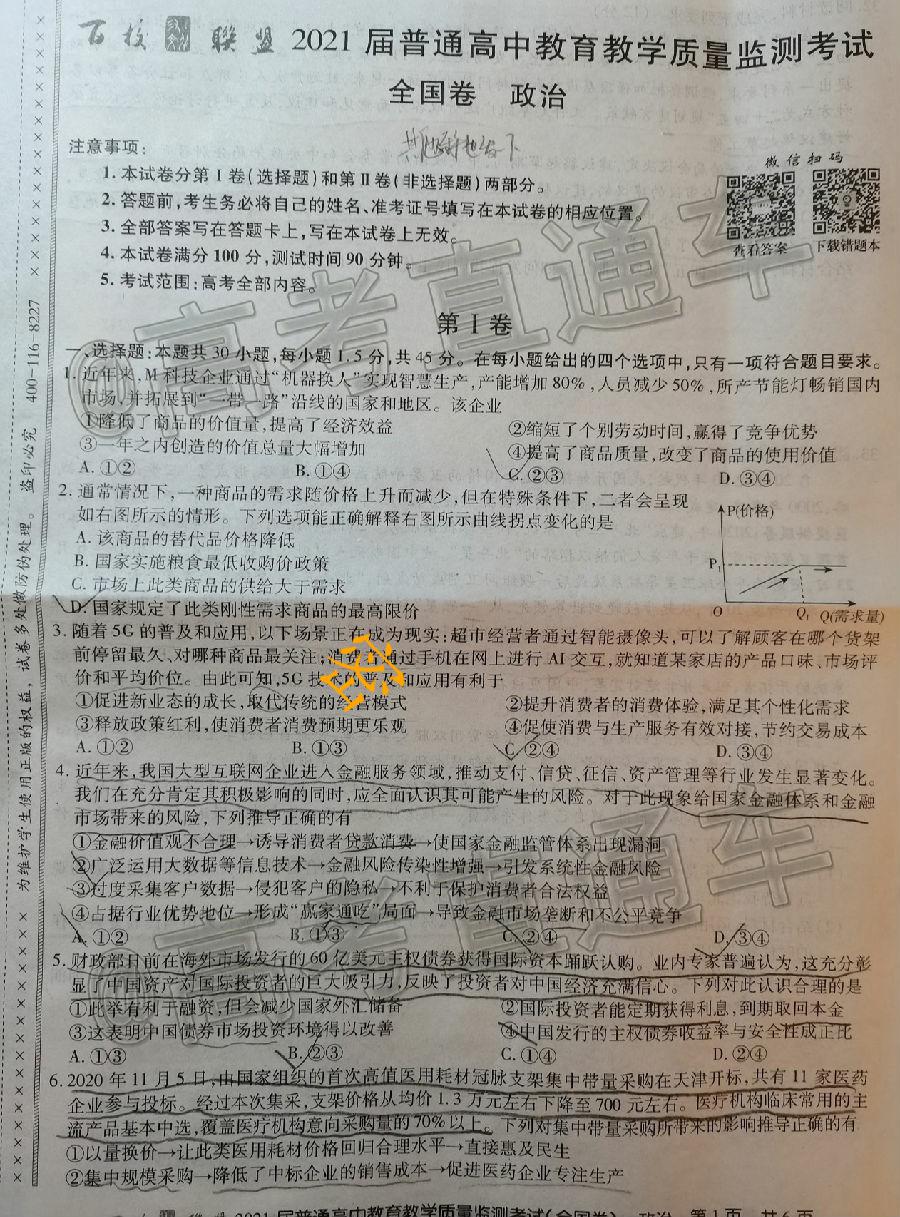 百校联盟 2021届普通高中教育教学质量监测考试
全国卷 政治
注意事项:
微信扫码
1.本试卷分第Ⅰ卷(选择题)和第Ⅱ卷(非选择题)两部分。
2.答题前,考生务必将自己的姓名、准考证号填写在本试卷的相应位置。
3.全部答案写在答题卡上,写在本试卷上无效。
查看答案 下载错题本
4.本试卷满分100分,测试时间90分钟。
5.考试范围:高考全部内容。
第Ⅰ卷
一、选择题:本题共30小题,每小题1.5分,共45分。在每小题给出的四个选项中,只有一项符合题目要求。
1.近年来,M科技企业通过“机器换人”实现智慧生产,产能增加80%,人员减少50%,所产节能灯畅销国内
市场,并拓展到“一带一路”沿线的国家和地区。该企业
①降低了商品的价值量,提高了经济效益 ②缩短了个别劳动时间,赢得了竞争优势
③一年之内创造的价值总量大幅增加 ④提高了商品质量,改变了商品的使用价值
A.①② B.①④ C.②③ D.③④
2.通常情况下,一种商品的需求随价格上升而减少,但在特殊条件下,二者会呈现
如右图所示的情形。下列选项能正确解释右图所示曲线拐点变化的是
A.该商品的替代品价格降低
B.国家实施粮食最低收购价政策
C.市场上此类商品的供给大于需求
D.国家规定了此类刚性需求商品的最高限价
P(价格)
P₁
O Q₁ Q(需求量)
3.随着5G的普及和应用,以下场景正在成为现实:超市经营者通过智能摄像头,可以了解顾客在哪个货架
前停留最久、对哪种商品最关注;消费者通过手机在网上进行AI交互,就知道某家店的产品口味、市场评
价和平均价位。由此可知,5G技术的普及和应用有利于
①促进新业态的成长,取代传统的经营模式 ②提升消费者的消费体验,满足其个性化需求
③释放政策红利,使消费者消费预期更乐观 ④促使消费与生产服务有效对接,节约交易成本
A.①② B.①③ C.②④ D.③④
4.近年来,我国大型互联网企业进入金融服务领域,推动支付、信贷、征信、资产管理等行业发生显著变化。
我们在充分肯定其积极影响的同时,应全面认识其可能产生的风险。对于此现象给国家金融体系和金融
市场带来的风险,下列推导正确的有
①金融价值观不合理→诱导消费者贷款消费→使国家金融监管体系出现漏洞
②广泛运用大数据等信息技术→金融风险传染性增强→引发系统性金融风险
③过度采集客户数据→侵犯客户的隐私→不利于保护消费者合法权益
④占据行业优势地位→形成“赢家通吃”局面→导致金融市场垄断和不公平竞争
A.①② B.①③ C.②④ D.③④
5.财政部日前在海外市场发行的60亿美元主权债券获得国际资本踊跃认购。业内专家普遍认为,这充分彰
显了中国资产对国际投资者的巨大吸引力,反映了投资者对中国经济充满信心。下列对此认识合理的是
①此举有利于融资,但会减少国家外汇储备 ②国际投资者能定期获得利息,到期取回本金
③这表明中国债券市场投资环境得以改善 ④中国发行的主权债券收益率与安全性成正比
A.①③ B.②③ C.①④ D.②④
6.2020年11月5日,由国家组织的首次高值医用耗材冠脉支架集中带量采购在天津开标,共有11家医药
企业参与投标。经过本次集采,支架价格从均价1.3万元左右下降至700元左右。医疗机构临床常用的主
流产品基本中选,覆盖医疗机构意向采购量的70%以上。下列对集中带量采购所带来的影响推导正确的有
①以量换价→让此类医用耗材价格回归合理水平→直接惠及民生
②集中规模采购→降低了中标企业的销售成本→促进医药企业专注生产
2021届普通高中教育教学质量监测考试(全国卷) 政治 第1页 共6页
为维护学生使用正版的权益,试卷多处做防伪处理。 盗印必究 400-116-8227
@高考直通车
高考直通车
密